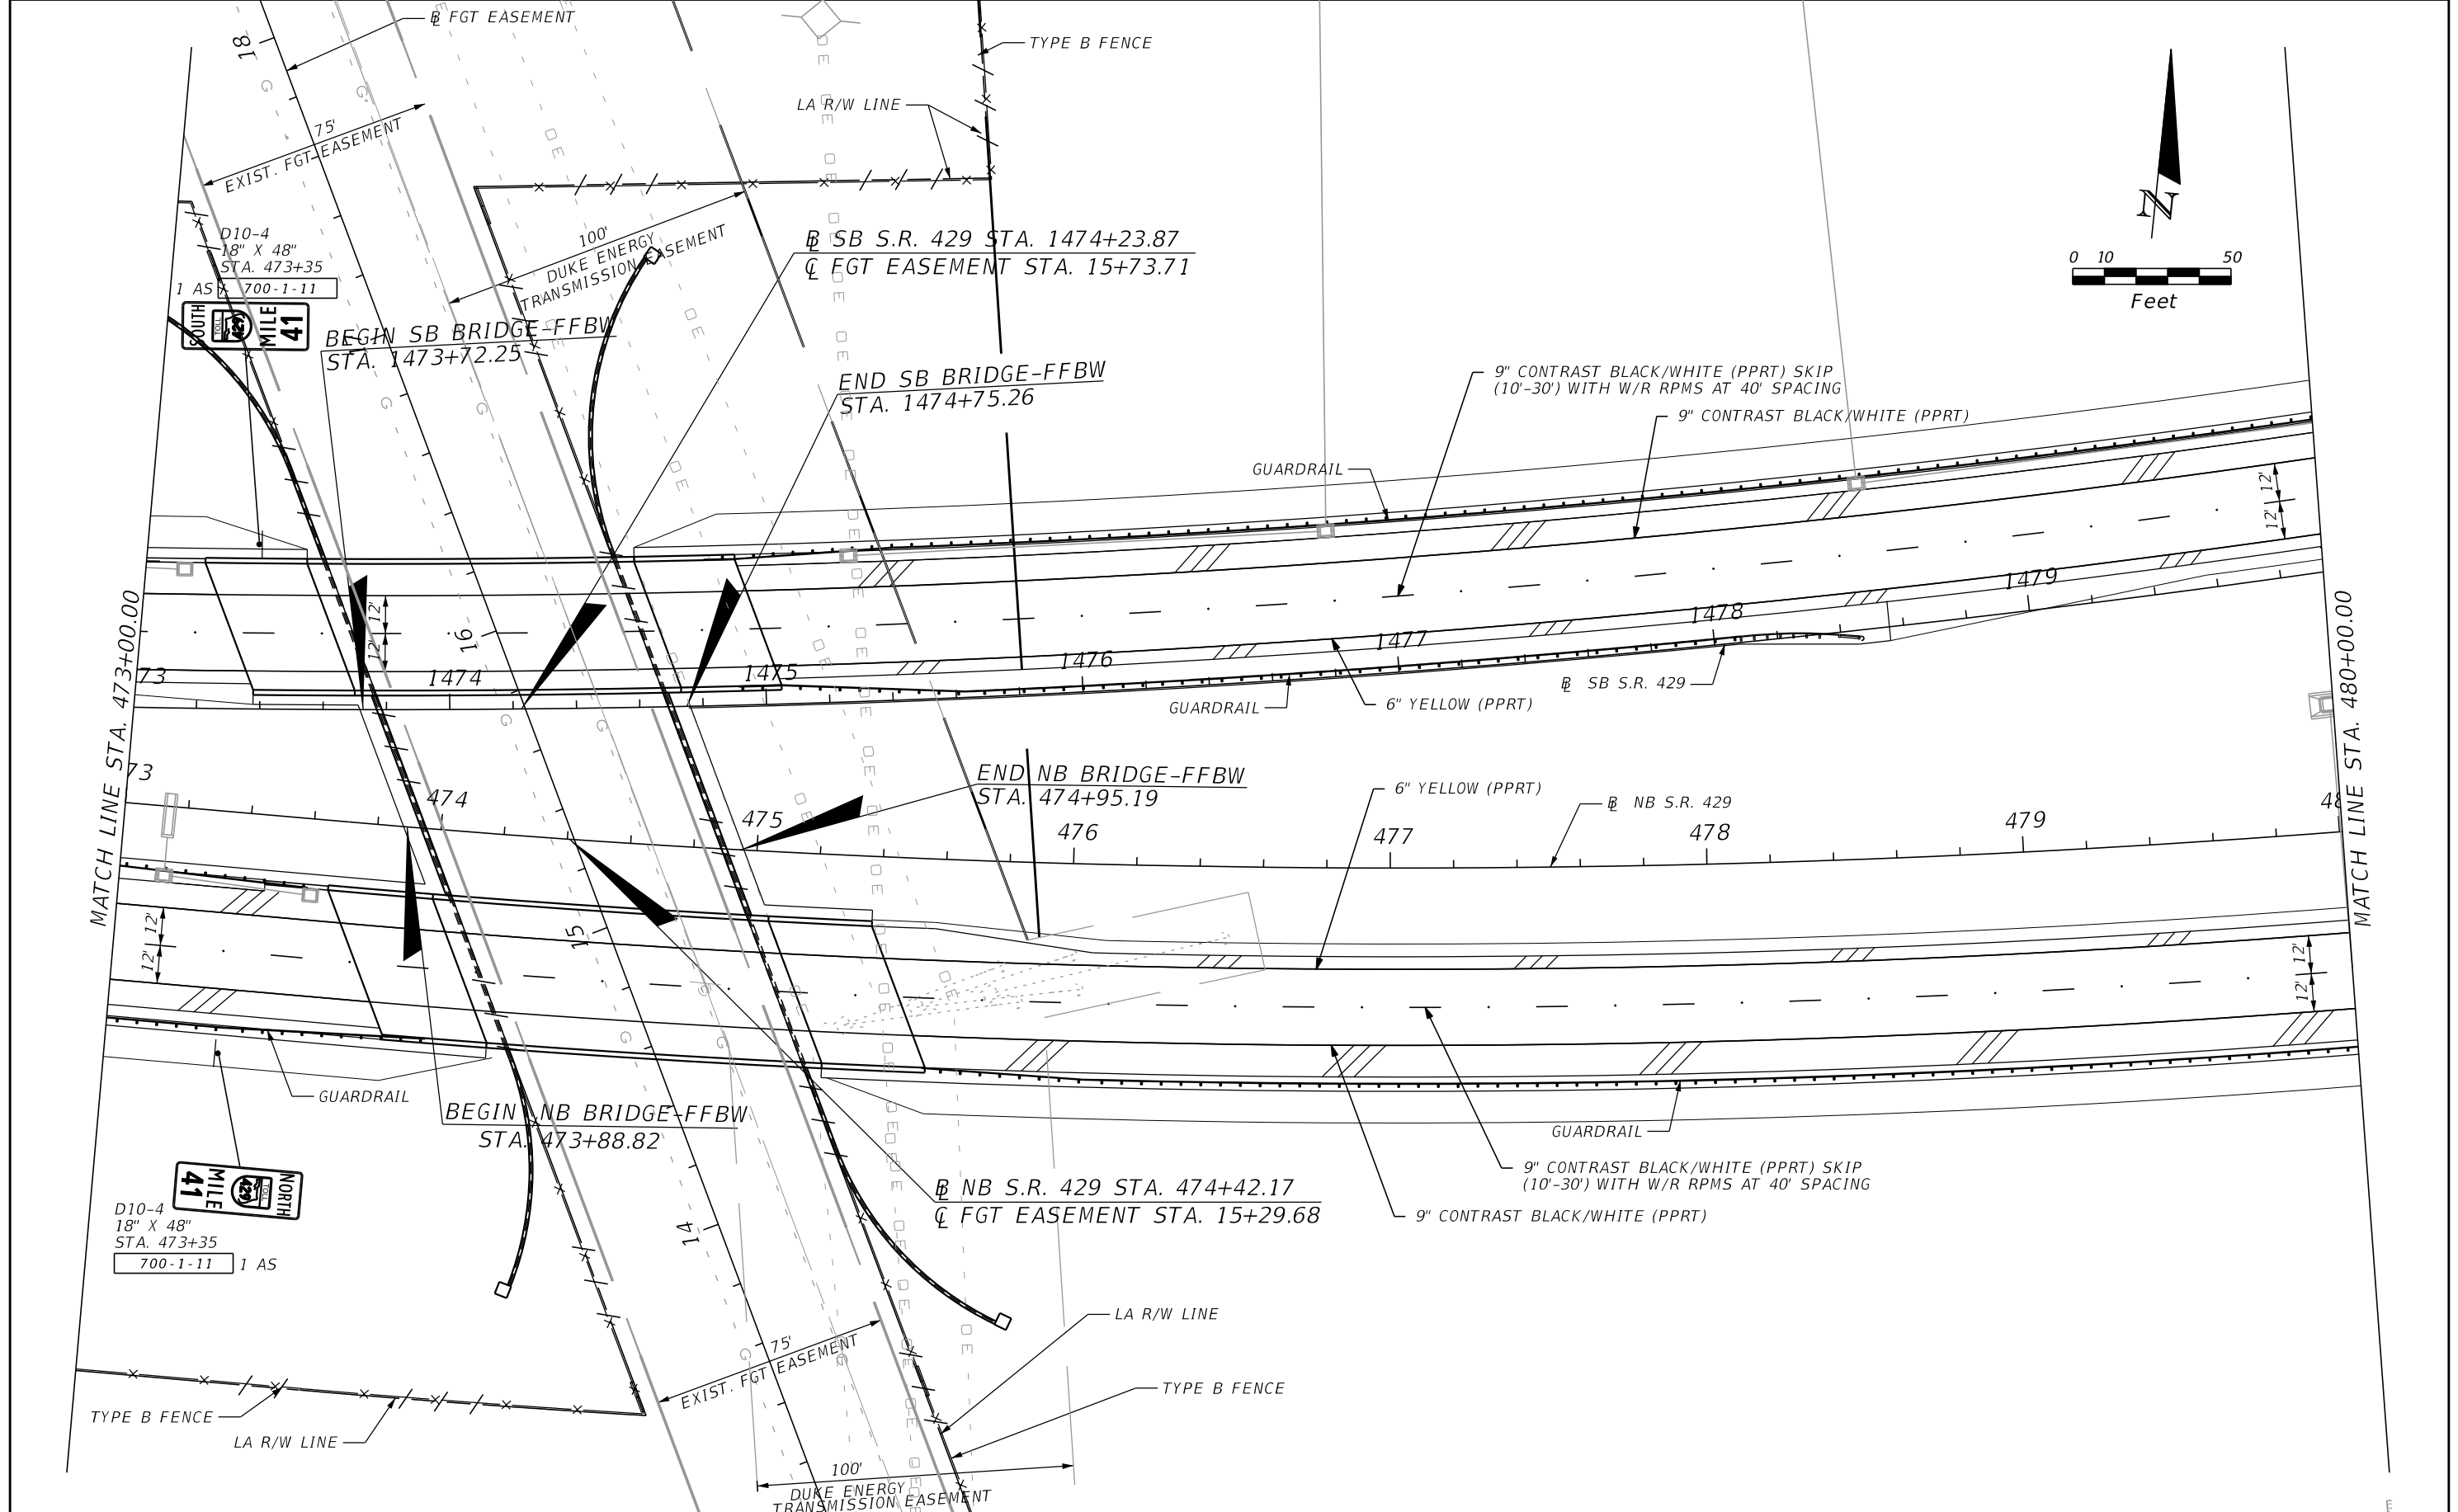 ℄ FGT EASEMENT
TYPE B FENCE
18
G
G
75'
EXIST. FGT EASEMENT
LA R/W LINE
D10-4
18" X 48"
STA. 473+35
1 AS
700-1-11
SOUTH
TOLL
429
MILE
41
100'
DUKE ENERGY
TRANSMISSION EASEMENT
℄ SB S.R. 429 STA. 1474+23.87
℄ FGT EASEMENT STA. 15+73.71
N
0 10 50
Feet
BEGIN SB BRIDGE-FFBW
STA. 1473+72.25
END SB BRIDGE-FFBW
STA. 1474+75.26
9" CONTRAST BLACK/WHITE (PPRT) SKIP
(10'-30') WITH W/R RPMS AT 40' SPACING
9" CONTRAST BLACK/WHITE (PPRT)
GUARDRAIL
12'
12'
12'
12'
16
73
1474
1475
1476
1477
1478
1479
GUARDRAIL
6" YELLOW (PPRT)
℄ SB S.R. 429
MATCH LINE STA. 473+00.00
MATCH LINE STA. 480+00.00
73
474
475
476
477
478
479
48
END NB BRIDGE-FFBW
STA. 474+95.19
6" YELLOW (PPRT)
℄ NB S.R. 429
12'
12'
15
12'
12'
GUARDRAIL
BEGIN NB BRIDGE-FFBW
STA. 473+88.82
GUARDRAIL
NORTH
TOLL
429
MILE
41
D10-4
18" X 48"
STA. 473+35
700-1-11
1 AS
9" CONTRAST BLACK/WHITE (PPRT) SKIP
(10'-30') WITH W/R RPMS AT 40' SPACING
℄ NB S.R. 429 STA. 474+42.17
℄ FGT EASEMENT STA. 15+29.68
9" CONTRAST BLACK/WHITE (PPRT)
14
LA R/W LINE
75'
EXIST. FGT EASEMENT
TYPE B FENCE
TYPE B FENCE
LA R/W LINE
100'
DUKE ENERGY
TRANSMISSION EASEMENT